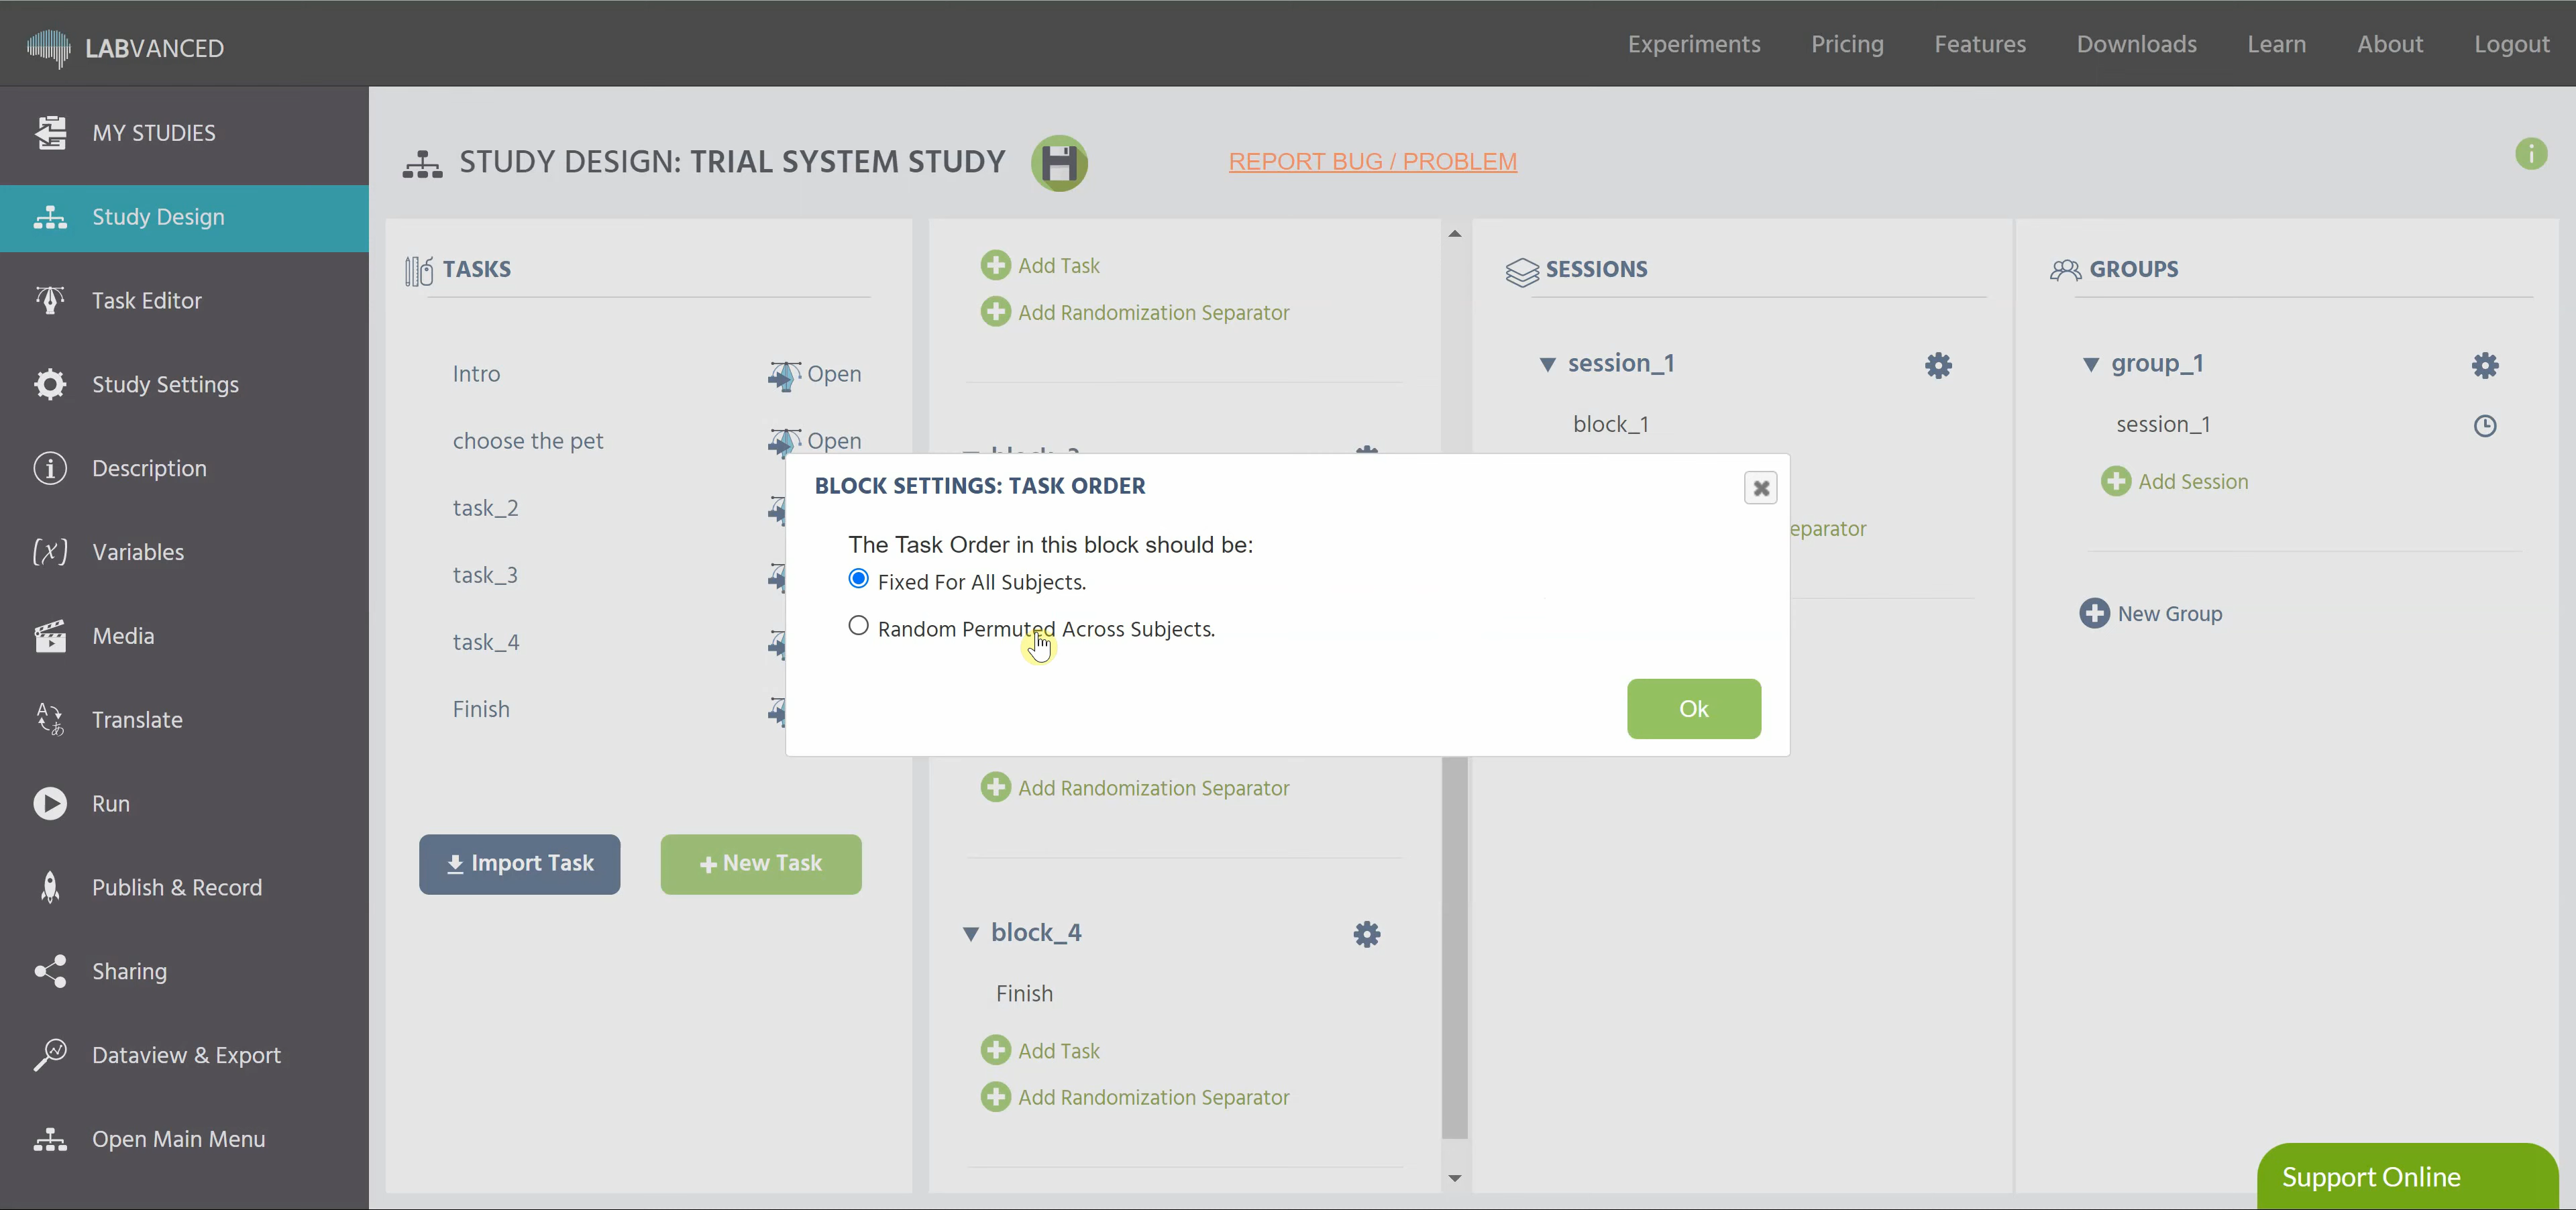 LABVANCED
Experiments Pricing Features Downloads Learn About Logout
MY STUDIES
Study Design
Task Editor
Study Settings
Description
Variables
Media
Translate
Run
Publish & Record
Sharing
Dataview & Export
Open Main Menu
STUDY DESIGN: TRIAL SYSTEM STUDY
REPORT BUG / PROBLEM
TASKS
Intro Open
choose the pet Open
task_2
task_3
task_4
Finish
Import Task
New Task
Add Task
Add Randomization Separator
BLOCK SETTINGS: TASK ORDER
The Task Order in this block should be:
Fixed For All Subjects.
Random Permuted Across Subjects.
Ok
Add Randomization Separator
block_4
Finish
Add Task
Add Randomization Separator
SESSIONS
session_1
block_1
eparator
GROUPS
group_1
session_1
Add Session
New Group
Support Online